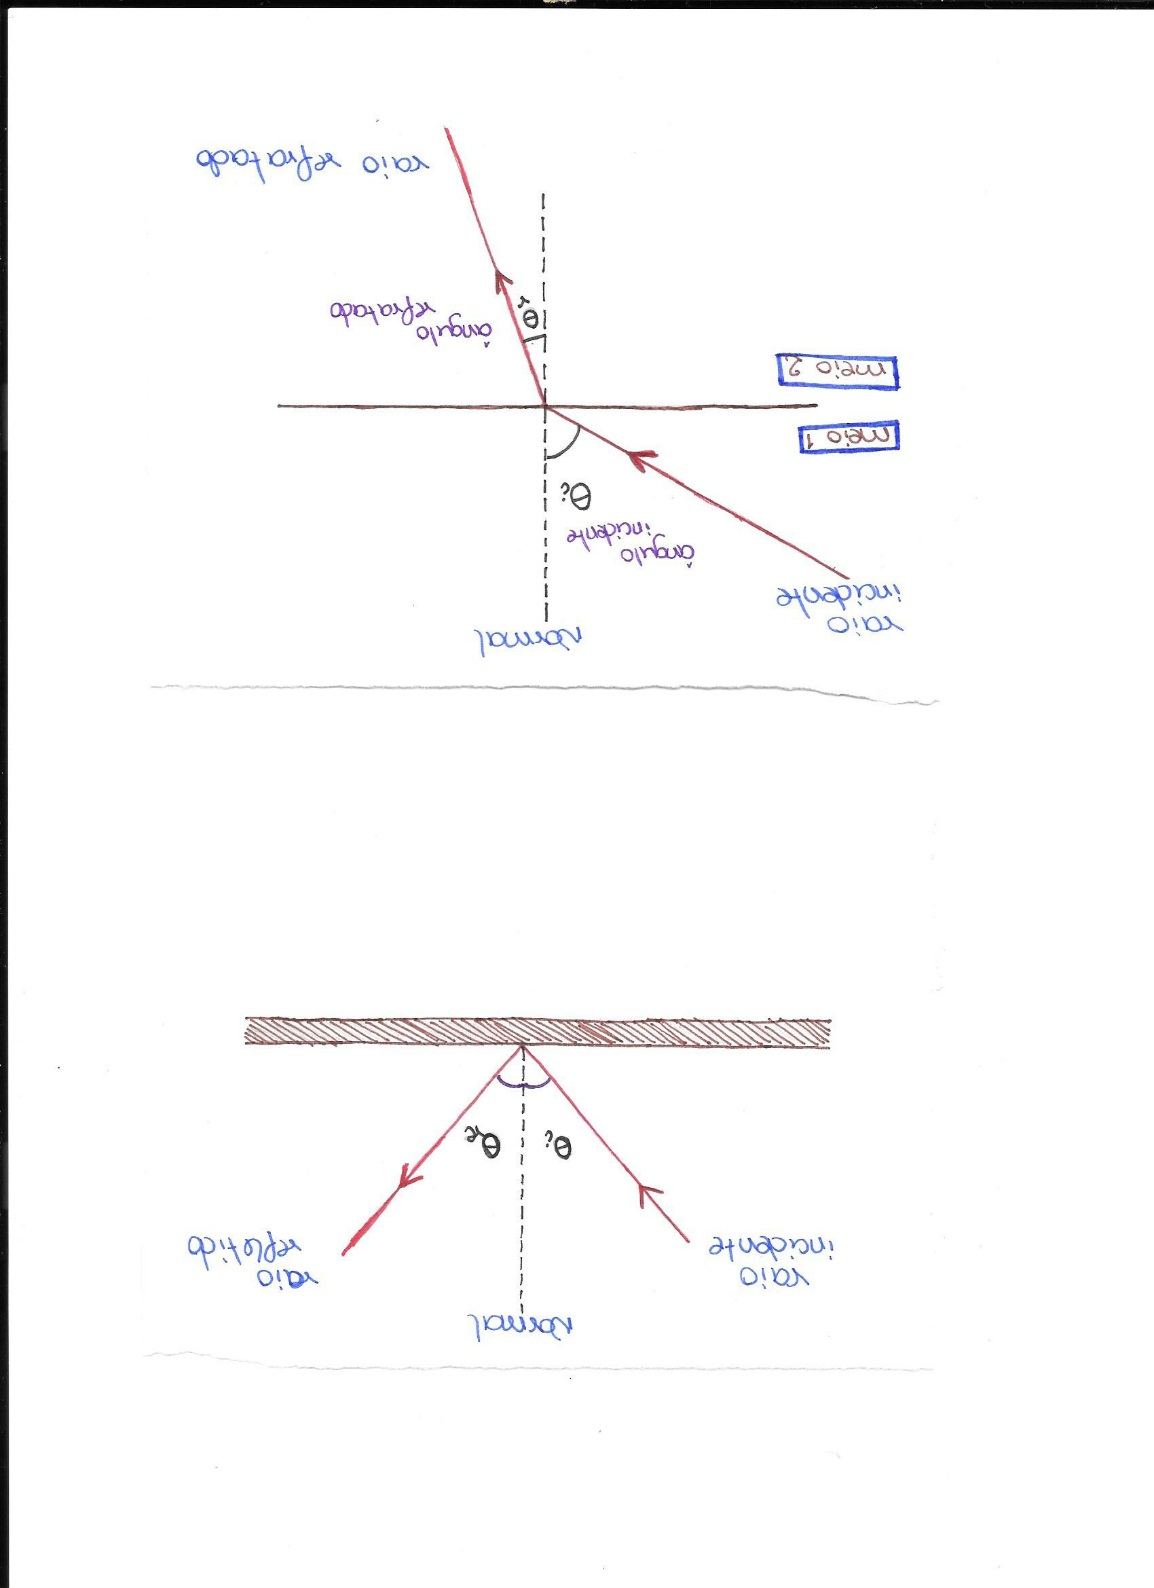 Normal
raio
incidente
raio
refletido
θi
θr
Normal
raio
incidente
ângulo
incidente
θi
meio 1
meio 2
θr
ângulo
refratado
raio refratado